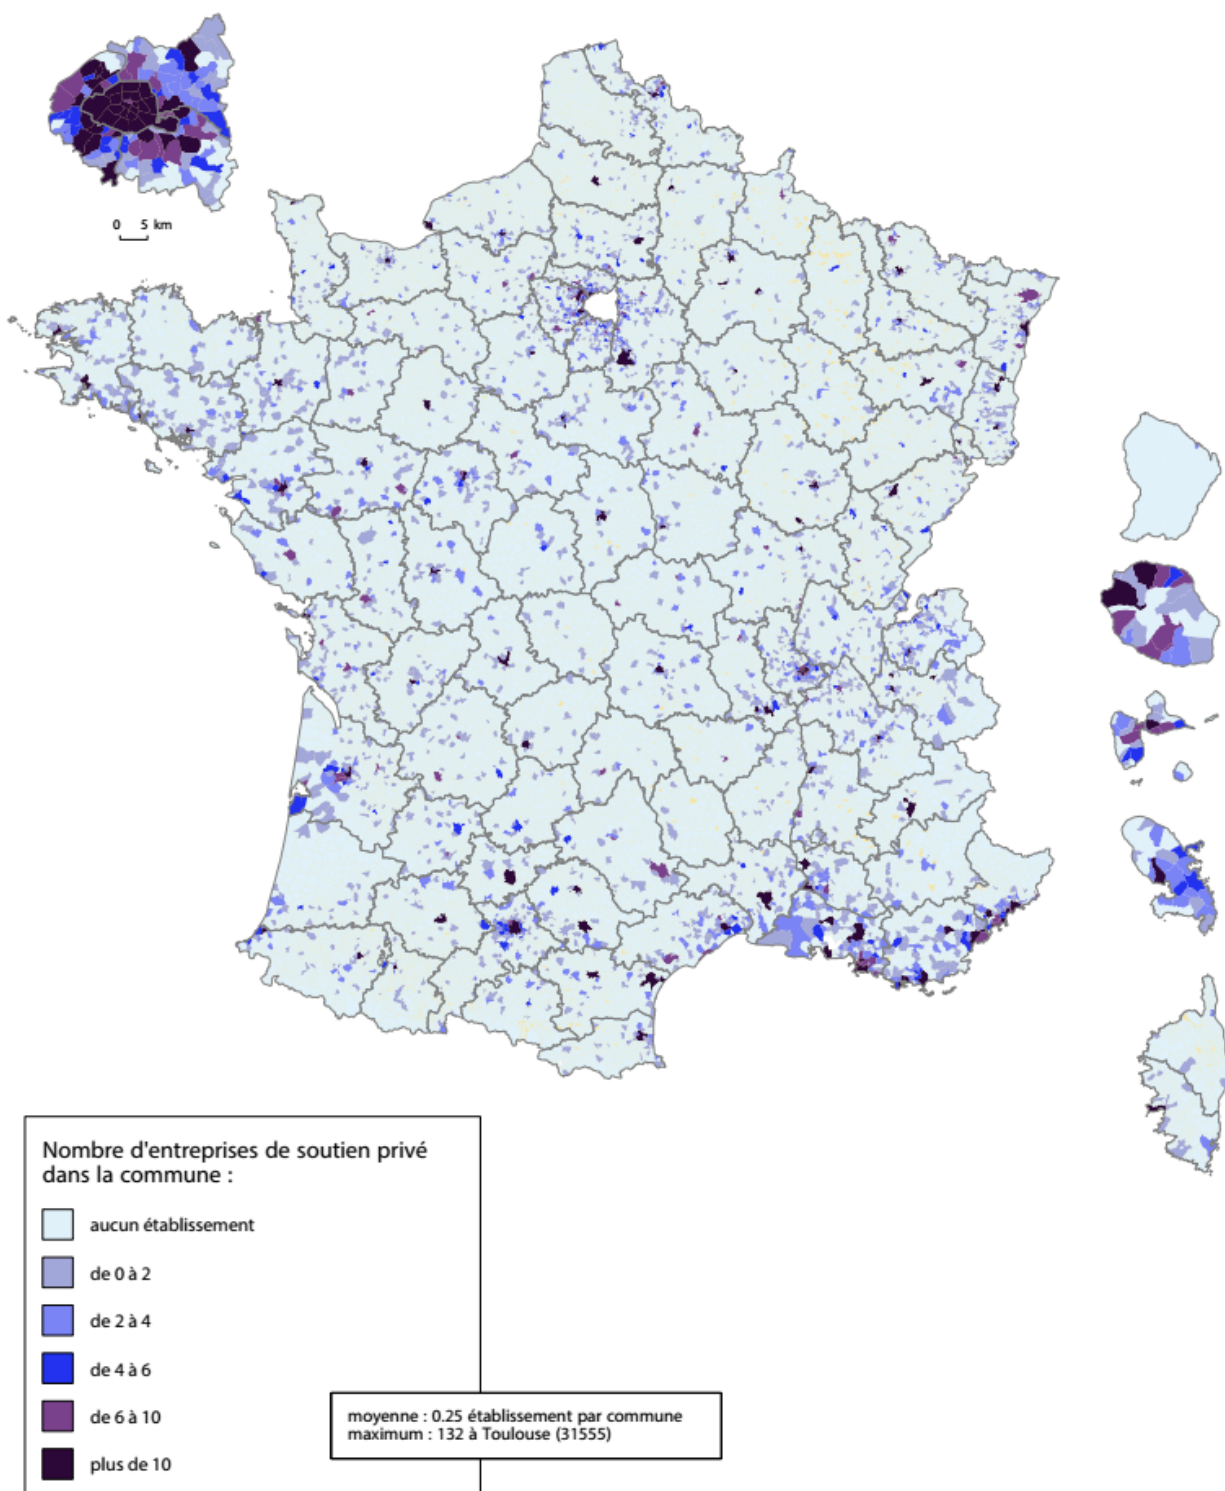 0 5 km
Nombre d'entreprises de soutien privé
dans la commune :
aucun établissement
de 0 à 2
de 2 à 4
de 4 à 6
de 6 à 10
plus de 10
moyenne : 0.25 établissement par commune
maximum : 132 à Toulouse (31555)